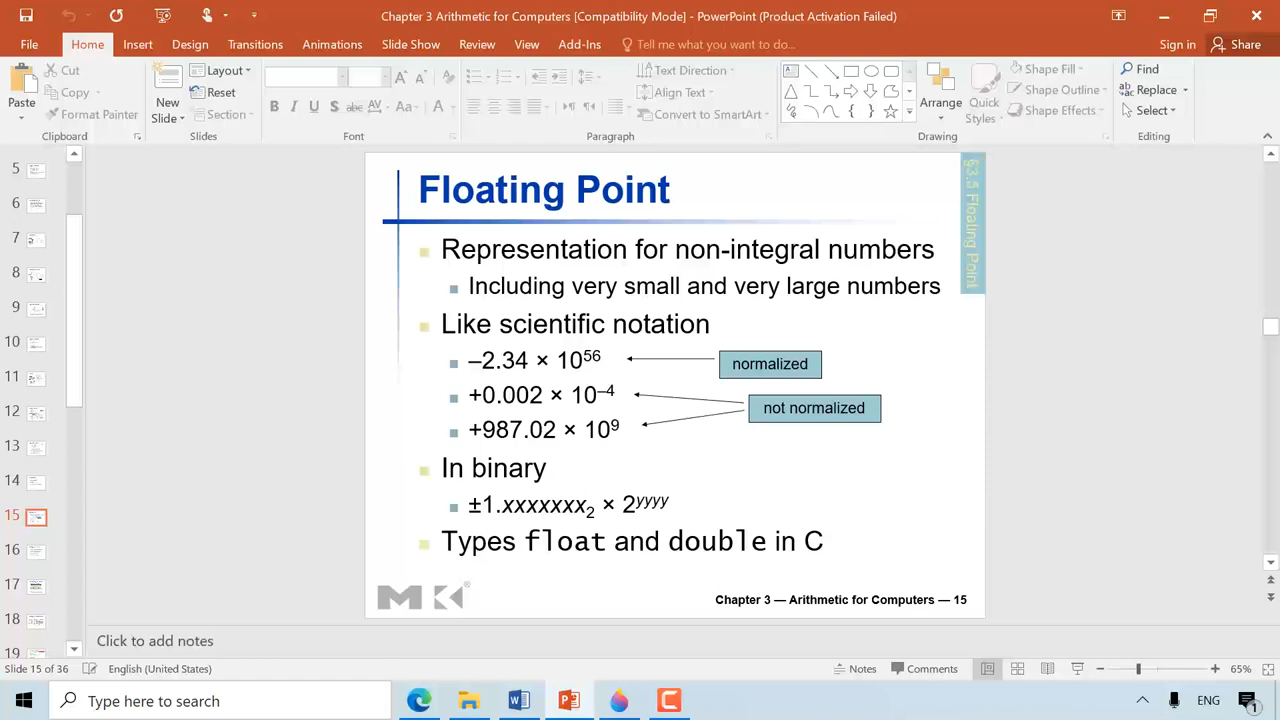 Chapter 3 Arithmetic for Computers [Compatibility Mode] - PowerPoint (Product Activation Failed)
File Home Insert Design Transitions Animations Slide Show Review View Add-Ins Tell me what you want to do... Sign in Share
Paste
Cut
Copy
Format Painter
Clipboard
New Slide
Layout
Reset
Section
Slides
B I U S abc AV Aa A
Font
Text Direction
Align Text
Convert to SmartArt
Paragraph
Arrange
Quick Styles
Shape Fill
Shape Outline
Shape Effects
Drawing
Find
Replace
Select
Editing
5
6
7
8
9
10
11
12
13
14
15
16
17
18
19
Floating Point
§3.5 Floating Point
Representation for non-integral numbers
Including very small and very large numbers
Like scientific notation
–2.34 × 10⁵⁶
normalized
+0.002 × 10⁻⁴
not normalized
+987.02 × 10⁹
In binary
±1.xxxxxxx₂ × 2ʸʸʸʸ
Types float and double in C
MK®
Chapter 3 — Arithmetic for Computers — 15
Click to add notes
Slide 15 of 36 English (United States) Notes Comments 65%
Type here to search
ENG
1